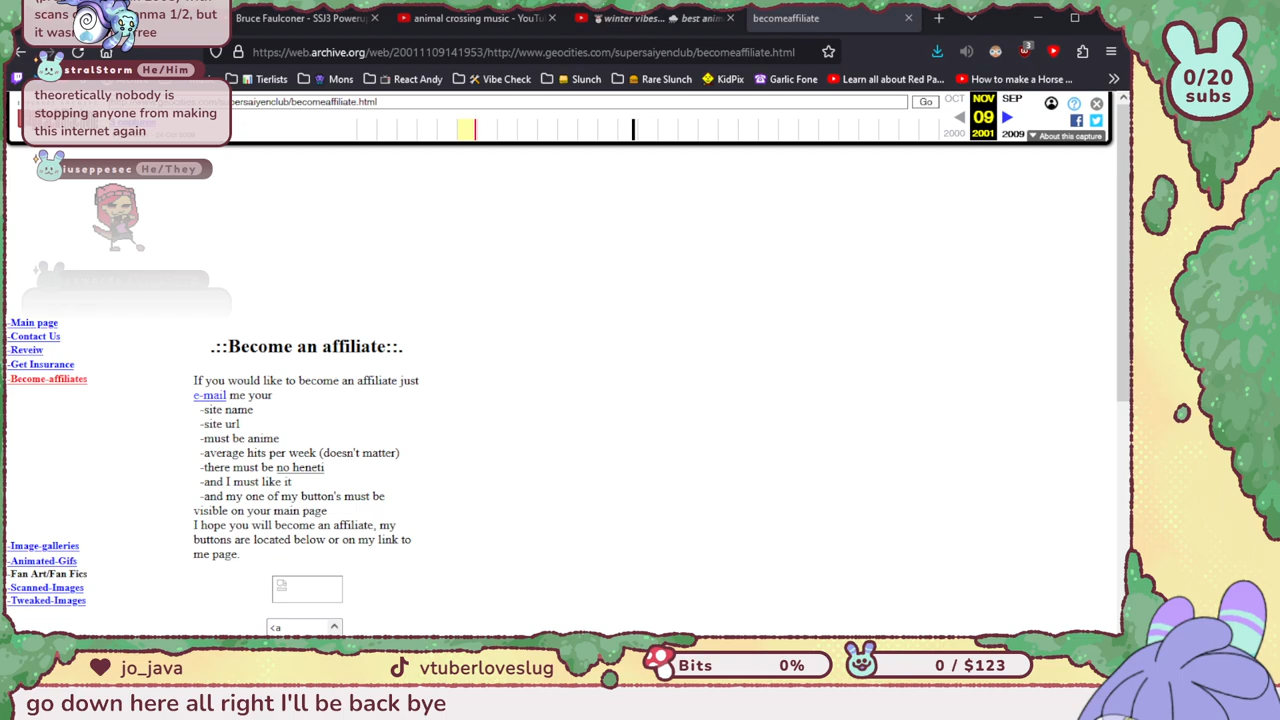 scans
nma 1/2, but
it was
ree
stralStorm He/Him
theoretically nobody is
stopping anyone from making
this internet again
iuseppesec He/They
Bruce Faulconer - SSJ3 Powerup
animal crossing music - YouTu
winter vibes...
best anim
becomeaffiliate
https://web.archive.org/web/20011109141953/http://www.geocities.com/supersaiyenclub/becomeaffiliate.html
3
Tierlists
Mons
React Andy
Vibe Check
Slunch
Rare Slunch
KidPix
Garlic Fone
Learn all about Red Pa...
How to make a Horse ...
supersaiyenclub/becomeaffiliate.html
Go
OCT
NOV
SEP
09
2000
2001
2009
About this capture
-Main page
-Contact Us
-Reveiw
-Get Insurance
-Become-affiliates
.::Become an affiliate::.
If you would like to become an affiliate just
e-mail me your
-site name
-site url
-must be anime
-average hits per week (doesn't matter)
-there must be no heneti
-and I must like it
-and my one of my button's must be
visible on your main page
I hope you will become an affiliate, my
buttons are located below or on my link to
me page.
<a
-Image-galleries
-Animated-Gifs
-Fan Art/Fan Fics
-Scanned-Images
-Tweaked-Images
0/20
subs
jo_java
vtuberloveslug
Bits 0%
0 / $123
go down here all right I'll be back bye